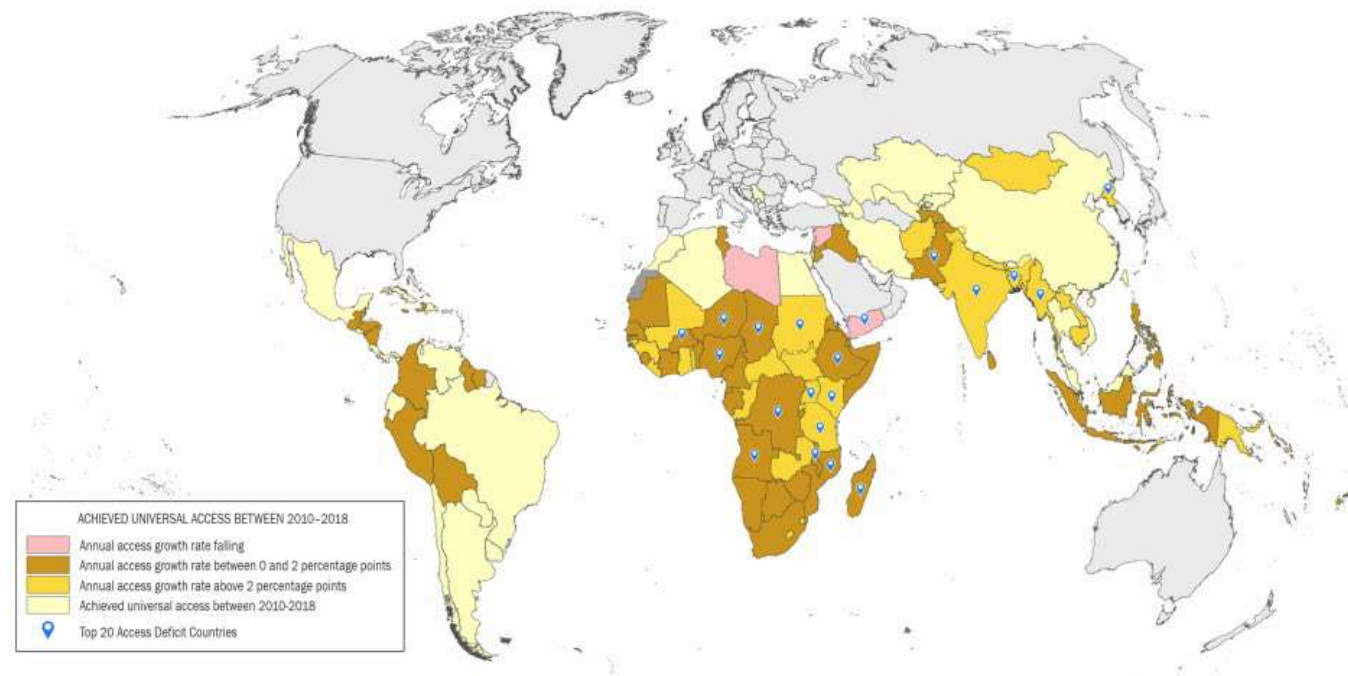 ACHIEVED UNIVERSAL ACCESS BETWEEN 2010–2018
Annual access growth rate falling
Annual access growth rate between 0 and 2 percentage points
Annual access growth rate above 2 percentage points
Achieved universal access between 2010-2018
Top 20 Access Deficit Countries